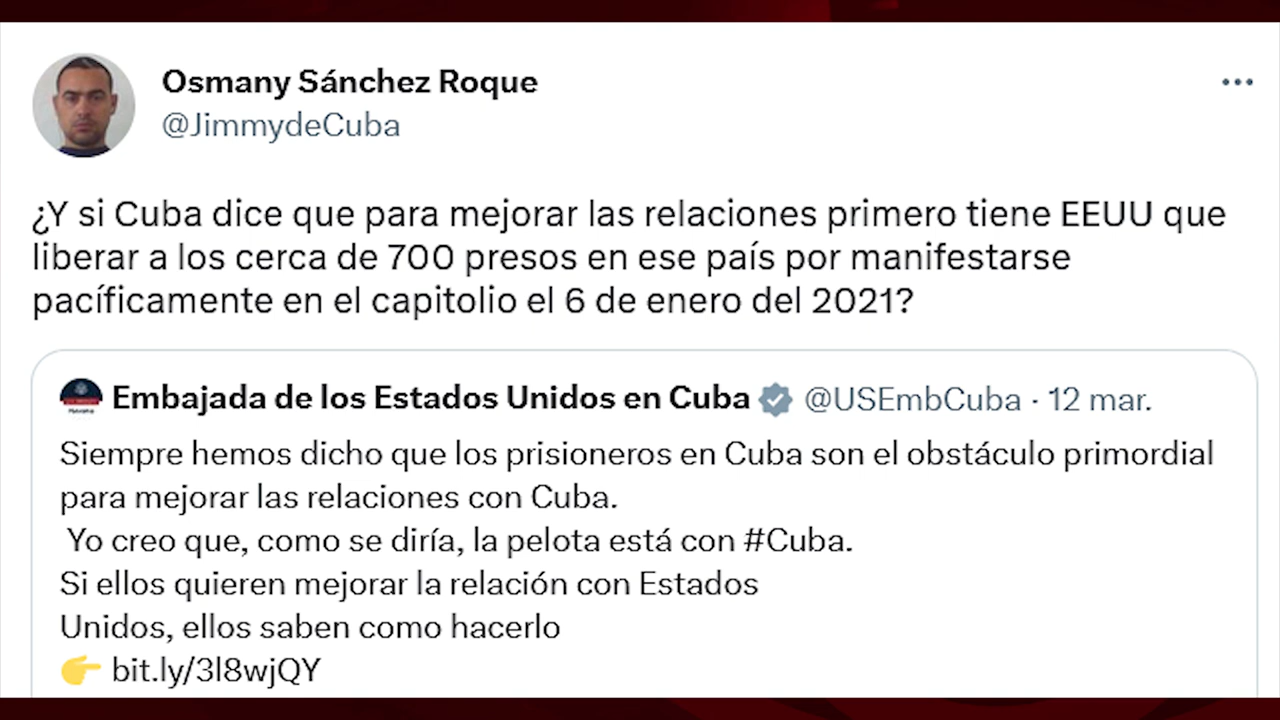 Osmany Sánchez Roque
@JimmydeCuba
¿Y si Cuba dice que para mejorar las relaciones primero tiene EEUU que
liberar a los cerca de 700 presos en ese país por manifestarse
pacíficamente en el capitolio el 6 de enero del 2021?
Embajada de los Estados Unidos en Cuba @USEmbCuba · 12 mar.
Siempre hemos dicho que los prisioneros en Cuba son el obstáculo primordial
para mejorar las relaciones con Cuba.
Yo creo que, como se diría, la pelota está con #Cuba.
Si ellos quieren mejorar la relación con Estados
Unidos, ellos saben como hacerlo
👉 bit.ly/3l8wjQY